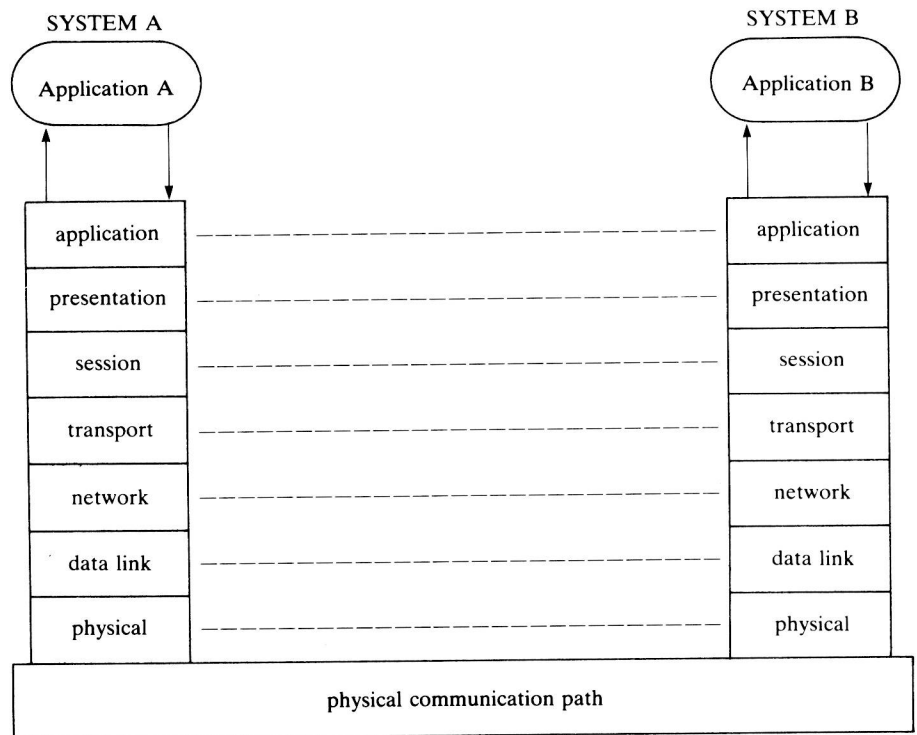 SYSTEM A
SYSTEM B
Application A
Application B
application
application
presentation
presentation
session
session
transport
transport
network
network
data link
data link
physical
physical
physical communication path